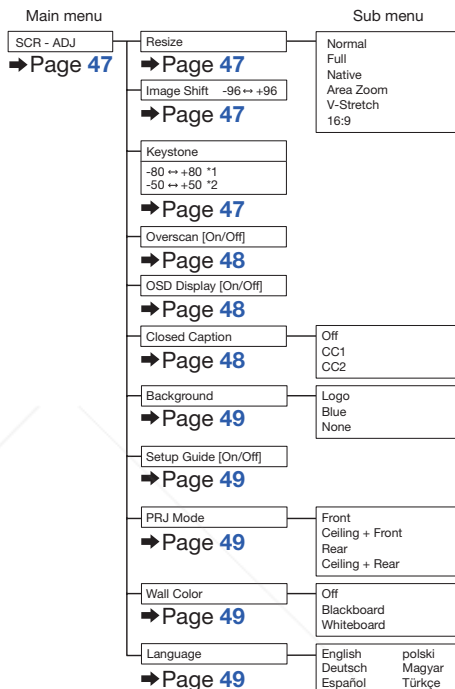 Main menu
Sub menu
SCR - ADJ
➡Page 47
Resize
➡Page 47
Normal
Full
Native
Area Zoom
V-Stretch
16:9
Image Shift -96↔+96
➡Page 47
Keystone
-80 ↔ +80 *1
-50 ↔ +50 *2
➡Page 47
Overscan [On/Off]
➡Page 48
OSD Display [On/Off]
➡Page 48
Closed Caption
➡Page 48
Off
CC1
CC2
Background
➡Page 49
Logo
Blue
None
Setup Guide [On/Off]
➡Page 49
PRJ Mode
➡Page 49
Front
Ceiling + Front
Rear
Ceiling + Rear
Wall Color
➡Page 49
Off
Blackboard
Whiteboard
Language
➡Page 49
English polski
Deutsch Magyar
Español Türkçe